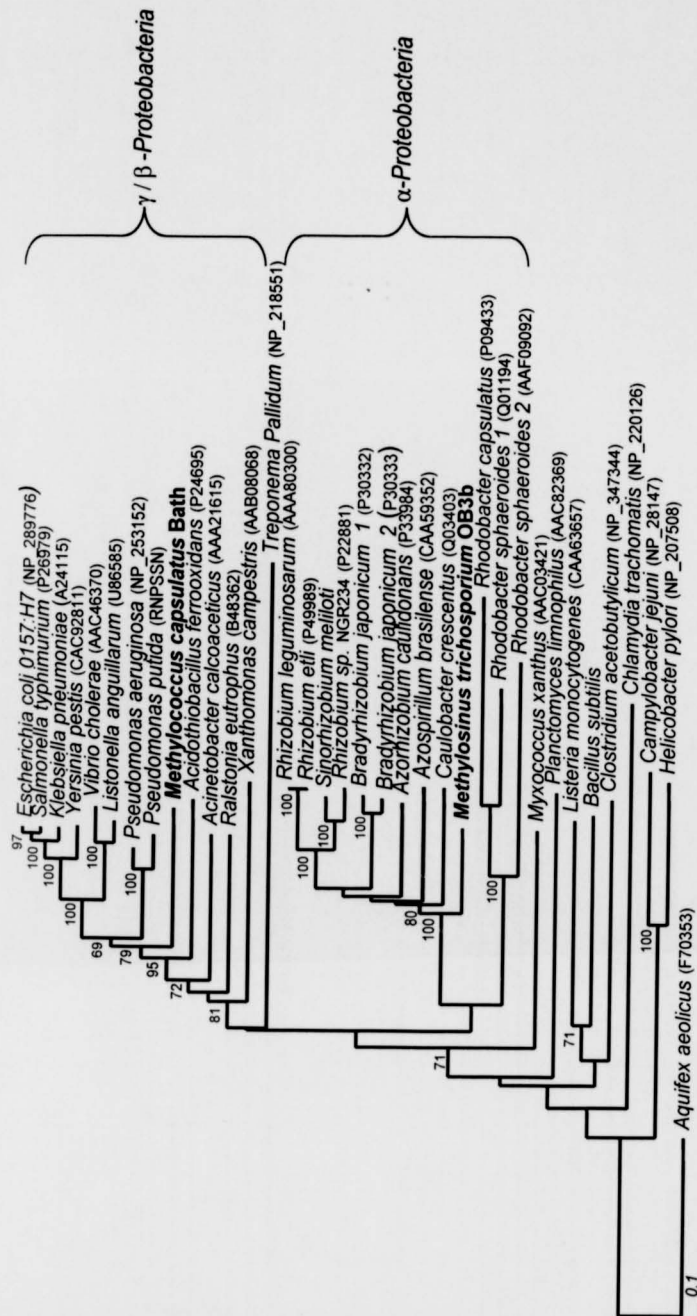 Escherichia coli 0157:H7 (NP_289776)
Salmonella typhimurium (P26979)
Klebsiella pneumoniae (A24115)
Yersinia pestis (CAC92811)
Vibrio cholerae (AAC46370)
Listonella anguillarum (U86585)
Pseudomonas aeruginosa (NP_253152)
Pseudomonas putida (RNPSSN)
Methylococcus capsulatus Bath
Acidothiobacillus ferrooxidans (P24695)
Acinetobacter calcoaceticus (AAA21615)
Ralstonia eutrophus (B48362)
Xanthomonas campestris (AAB08068)
Treponema Pallidum (NP_218551)
Rhizobium leguminosarum (AAA80300)
Rhizobium etli (P49989)
Sinorhizobium meliloti
Rhizobium sp. NGR234 (P22881)
Bradyrhizobium japonicum 1 (P30332)
Bradyrhizobium japonicum 2 (P30333)
Azorhizobium caulidonans (P33984)
Azospirillum brasilense (CAA59352)
Caulobacter crescentus (Q03403)
Methylosinus trichosporium OB3b
Rhodobacter capsulatus (P09433)
Rhodobacter sphaeroides 1 (Q01194)
Rhodobacter sphaeroides 2 (AAF09092)
Myxococcus xanthus (AAC03421)
Planctomyces limnophilus (AAC82369)
Listeria monocytogenes (CAA63657)
Bacillus subtilis
Clostridium acetobutylicum (NP_347344)
Chlamydia trachomatis (NP_220126)
Campylobacter jejuni (NP_28147)
Helicobacter pylori (NP_207508)
Aquifex aeolicus (F70353)
γ / β -Proteobacteria
α-Proteobacteria
97
100
100
100
100
69
100
79
95
72
81
100
100
100
80
100
100
71
71
100
0.1